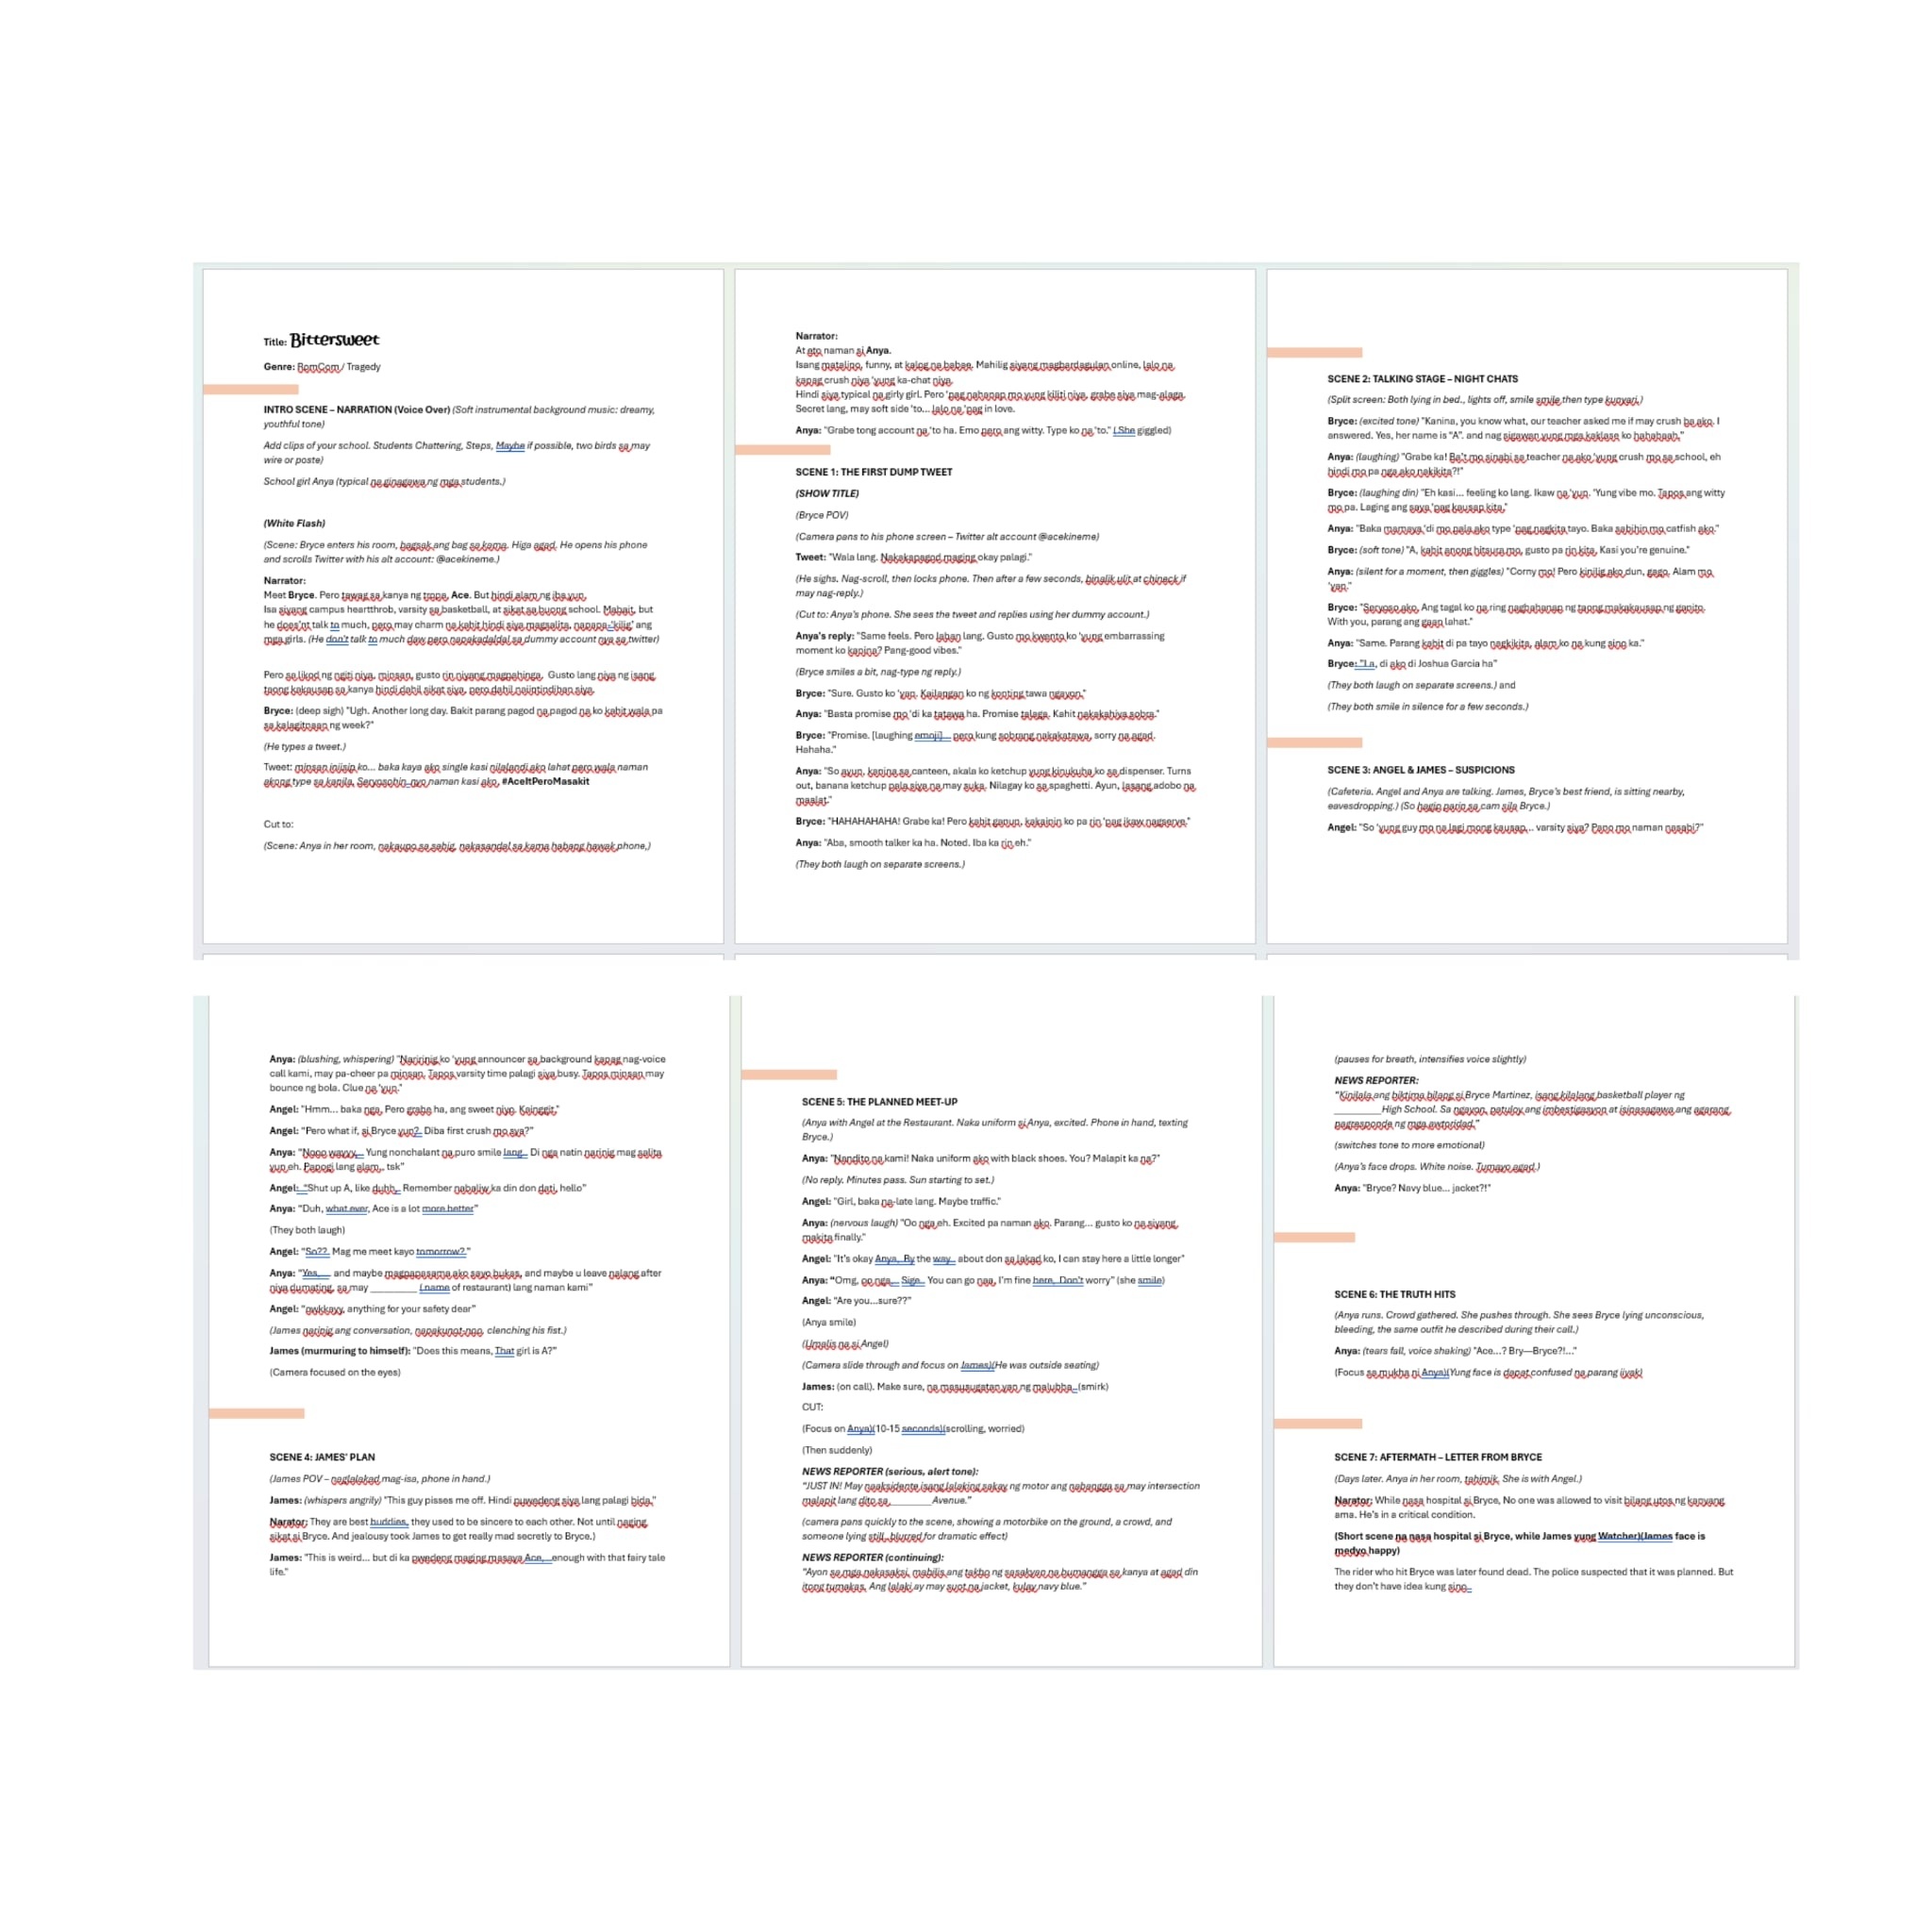 Title: Bittersweet
Genre: RomCom / Tragedy
INTRO SCENE – NARRATION (Voice Over) (Soft instrumental background music: dreamy,
youthful tone)
Add clips of your school. Students Chattering, Steps, Maybe if possible, two birds sa may
wire or poste)
School girl Anya (typical na ginagawa ng mga students.)
(White Flash)
(Scene: Bryce enters his room, bagsak ang bag sa kama. Higa agad. He opens his phone
and scrolls Twitter with his alt account: @acekineme.)
Narrator:
Meet Bryce. Pero tawag sa kanya ng tropa, Ace. But hindi alam ng iba yun.
Isa siyang campus heartthrob, varsity sa basketball, at sikat sa buong school. Mabait, but
he does'nt talk to much, pero may charm na kahit hindi siya magsalita, napapa-'kilig' ang
mga girls. (He don't talk to much daw pero napakadaldal sa dummy account nya sa twitter)
Pero sa likod ng ngiti niya, minsan, gusto rin niyang magpahinga. Gusto lang niya ng isang
taong kakausap sa kanya hindi dahil sikat siya, pero dahil naiintindihan siya.
Bryce: (deep sigh) "Ugh. Another long day. Bakit parang pagod na pagod na ko kahit wala pa
sa kalagitnaan ng week?"
(He types a tweet.)
Tweet: minsan iniisip ko... baka kaya ako single kasi nilalandi ako lahat pero wala naman
akong type sa kanila. Seryosohin nyo naman kasi ako. #AceItPeroMasakit
Cut to:
(Scene: Anya in her room, nakaupo sa sahig, nakasandal sa kama habang hawak phone,)
Narrator:
At eto naman si Anya.
Isang matalino, funny, at kalog na babae. Mahilig siyang magbardagulan online, lalo na
kapag crush niya 'yung ka-chat niya.
Hindi siya typical na girly girl. Pero 'pag nahanap mo yung kiliti niya, grabe siya mag-alaga.
Secret lang, may soft side 'to... lalo na 'pag in love.
Anya: "Grabe tong account na 'to ha. Emo pero ang witty. Type ko na 'to." ( She giggled)
SCENE 1: THE FIRST DUMP TWEET
(SHOW TITLE)
(Bryce POV)
(Camera pans to his phone screen – Twitter alt account @acekineme)
Tweet: "Wala lang. Nakakapagod maging okay palagi."
(He sighs. Nag-scroll, then locks phone. Then after a few seconds, binalik ulit at chineck if
may nag-reply.)
(Cut to: Anya's phone. She sees the tweet and replies using her dummy account.)
Anya's reply: "Same feels. Pero laban lang. Gusto mo kwento ko 'yung embarrassing
moment ko kanina? Pang-good vibes."
(Bryce smiles a bit, nag-type ng reply.)
Bryce: "Sure. Gusto ko 'yan. Kailangan ko ng konting tawa ngayon."
Anya: "Basta promise mo 'di ka tatawa ha. Promise talaga. Kahit nakakahiya sobra."
Bryce: "Promise. [laughing emoji]... pero kung sobrang nakakatawa, sorry na agad.
Hahaha."
Anya: "So ayun, kanina sa canteen, akala ko ketchup yung kinukuha ko sa dispenser. Turns
out, banana ketchup pala siya na may suka. Nilagay ko sa spaghetti. Ayun, lasang adobo na
maalat."
Bryce: "HAHAHAHAHA! Grabe ka! Pero kahit ganun, kakainin ko pa rin 'pag ikaw nagserve."
Anya: "Aba, smooth talker ka ha. Noted. Iba ka rin eh."
(They both laugh on separate screens.)
SCENE 2: TALKING STAGE – NIGHT CHATS
(Split screen: Both lying in bed., lights off, smile smile then type kunyari.)
Bryce: (excited tone) "Kanina, you know what, our teacher asked me if may crush ba ako. I
answered. Yes, her name is "A". and nag sigawan yung mga kaklase ko hahahaah."
Anya: (laughing) "Grabe ka! Ba't mo sinabi sa teacher na ako 'yung crush mo sa school, eh
hindi mo pa nga ako nakikita?!"
Bryce: (laughing din) "Eh kasi... feeling ko lang. Ikaw na 'yun. 'Yung vibe mo. Tapos ang witty
mo pa. Laging ang saya 'pag kausap kita."
Anya: "Baka mamaya 'di mo pala ako type 'pag nagkita tayo. Baka sabihin mo catfish ako."
Bryce: (soft tone) "A, kahit anong hitsura mo, gusto pa rin kita. Kasi you're genuine."
Anya: (silent for a moment, then giggles) "Corny mo! Pero kinilig ako dun, gago. Alam mo
'yan."
Bryce: "Seryoso ako. Ang tagal ko na ring naghahanap ng taong makakausap ng ganito.
With you, parang ang gaan lahat."
Anya: "Same. Parang kahit di pa tayo nagkikita, alam ko na kung sino ka."
Bryce: "La, di ako di Joshua Garcia ha"
(They both laugh on separate screens.) and
(They both smile in silence for a few seconds.)
SCENE 3: ANGEL & JAMES – SUSPICIONS
(Cafeteria. Angel and Anya are talking. James, Bryce's best friend, is sitting nearby,
eavesdropping.) (So hagip parin sa cam sila Bryce.)
Angel: "So 'yung guy mo na lagi mong kausap... varsity siya? Pano mo naman nasabi?"
Anya: (blushing, whispering) "Naririnig ko 'yung announcer sa background kapag nag-voice
call kami, may pa-cheer pa minsan. Tapos varsity time palagi siya busy. Tapos minsan may
bounce ng bola. Clue na 'yun."
Angel: "Hmm... baka nga. Pero grabe ha, ang sweet niyo. Kainggit."
Angel: "Pero what if, si Bryce yun?. Diba first crush mo sya?"
Anya: "Nooo wayyy... Yung nonchalant na puro smile lang.. Di nga natin narinig mag salita
yun eh. Papogi lang alam.. tsk"
Angel: "Shut up A, like duhh.. Remember nabaliw ka din don dati, hello"
Anya: "Duh, what ever, Ace is a lot more better"
(They both laugh)
Angel: "So??. Mag me meet kayo tomorrow?."
Anya: "Yes.... and maybe magpapasama ako sayo bukas, and maybe u leave nalang after
niya dumating, sa may ________ (,name of restaurant) lang naman kami"
Angel: "owkkayy, anything for your safety dear"
(James narinig ang conversation, napakunot-noo, clenching his fist.)
James (murmuring to himself): "Does this means, That girl is A?"
(Camera focused on the eyes)
SCENE 4: JAMES' PLAN
(James POV – naglalakad mag-isa, phone in hand.)
James: (whispers angrily) "This guy pisses me off. Hindi puwedeng siya lang palagi bida."
Narator: They are best buddies, they used to be sincere to each other. Not until naging
sikat si Bryce. And jealousy took James to get really mad secretly to Bryce.)
James: "This is weird... but di ka pwedeng maging masaya Ace,...enough with that fairy tale
life."
SCENE 5: THE PLANNED MEET-UP
(Anya with Angel at the Restaurant. Naka uniform si Anya, excited. Phone in hand, texting
Bryce.)
Anya: "Nandito na kami! Naka uniform ako with black shoes. You? Malapit ka na?"
(No reply. Minutes pass. Sun starting to set.)
Angel: "Girl, baka na-late lang. Maybe traffic."
Anya: (nervous laugh) "Oo nga eh. Excited pa naman ako. Parang... gusto ko na siyang
makita finally."
Angel: "It's okay Anya,. By the way.. about don sa lakad ko, I can stay here a little longer"
Anya: "Omg, oo nga... Sige.. You can go naa, I'm fine here,. Don't worry" (she smile)
Angel: "Are you...sure??"
(Anya smile)
(Umalis na si Angel)
(Camera slide through and focus on James)(He was outside seating)
James: (on call). Make sure, na masusugatan yan ng malubha..(smirk)
CUT:
(Focus on Anya)(10-15 seconds)(scrolling, worried)
(Then suddenly)
NEWS REPORTER (serious, alert tone):
"JUST IN! May naaksidente isang lalaking sakay ng motor ang nabangga sa may intersection
malapit lang dito sa ________Avenue."
(camera pans quickly to the scene, showing a motorbike on the ground, a crowd, and
someone lying still..blurred for dramatic effect)
NEWS REPORTER (continuing):
"Ayon sa mga nakasaksi, mabilis ang takbo ng sasakyan na bumangga sa kanya at agad din
itong tumakas. Ang lalaki ay may suot na jacket, kulay navy blue."
(pauses for breath, intensifies voice slightly)
NEWS REPORTER:
"Kinilala ang biktima bilang si Bryce Martinez, isang kilalang basketball player ng
________High School. Sa ngayon, patuloy ang imbestigasyon at isinasagawa ang agarang
pagresponde ng mga awtoridad."
(switches tone to more emotional)
(Anya's face drops. White noise. Tumayo agad.)
Anya: "Bryce? Navy blue... jacket?!"
SCENE 6: THE TRUTH HITS
(Anya runs. Crowd gathered. She pushes through. She sees Bryce lying unconscious,
bleeding, the same outfit he described during their call.)
Anya: (tears fall, voice shaking) "Ace...? Bry—Bryce?!..."
(Focus sa mukha ni Anya)(Yung face is dapat confused na parang iiyak)
SCENE 7: AFTERMATH – LETTER FROM BRYCE
(Days later. Anya in her room, tahimik. She is with Angel.)
Narator: While nasa hospital si Bryce, No one was allowed to visit bilang utos ng kanyang
ama. He's in a critical condition.
(Short scene na nasa hospital si Bryce, while James yung Watcher)(James face is
medyo happy)
The rider who hit Bryce was later found dead. The police suspected that it was planned. But
they don't have idea kung sino..